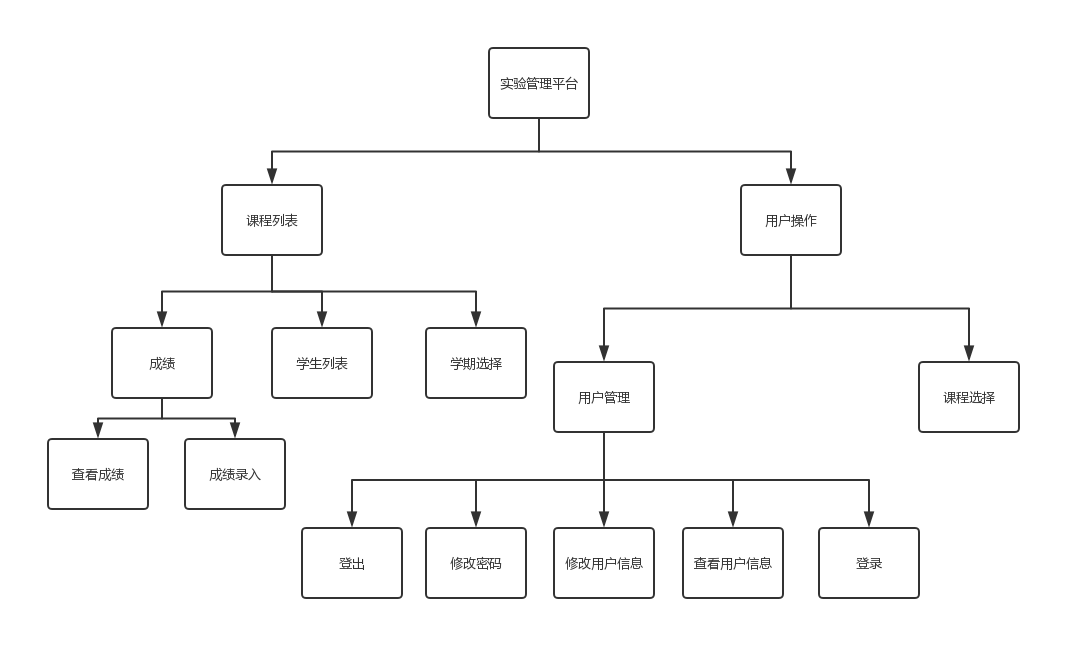 实验管理平台
课程列表
用户操作
成绩
学生列表
学期选择
用户管理
课程选择
查看成绩
成绩录入
登出
修改密码
修改用户信息
查看用户信息
登录